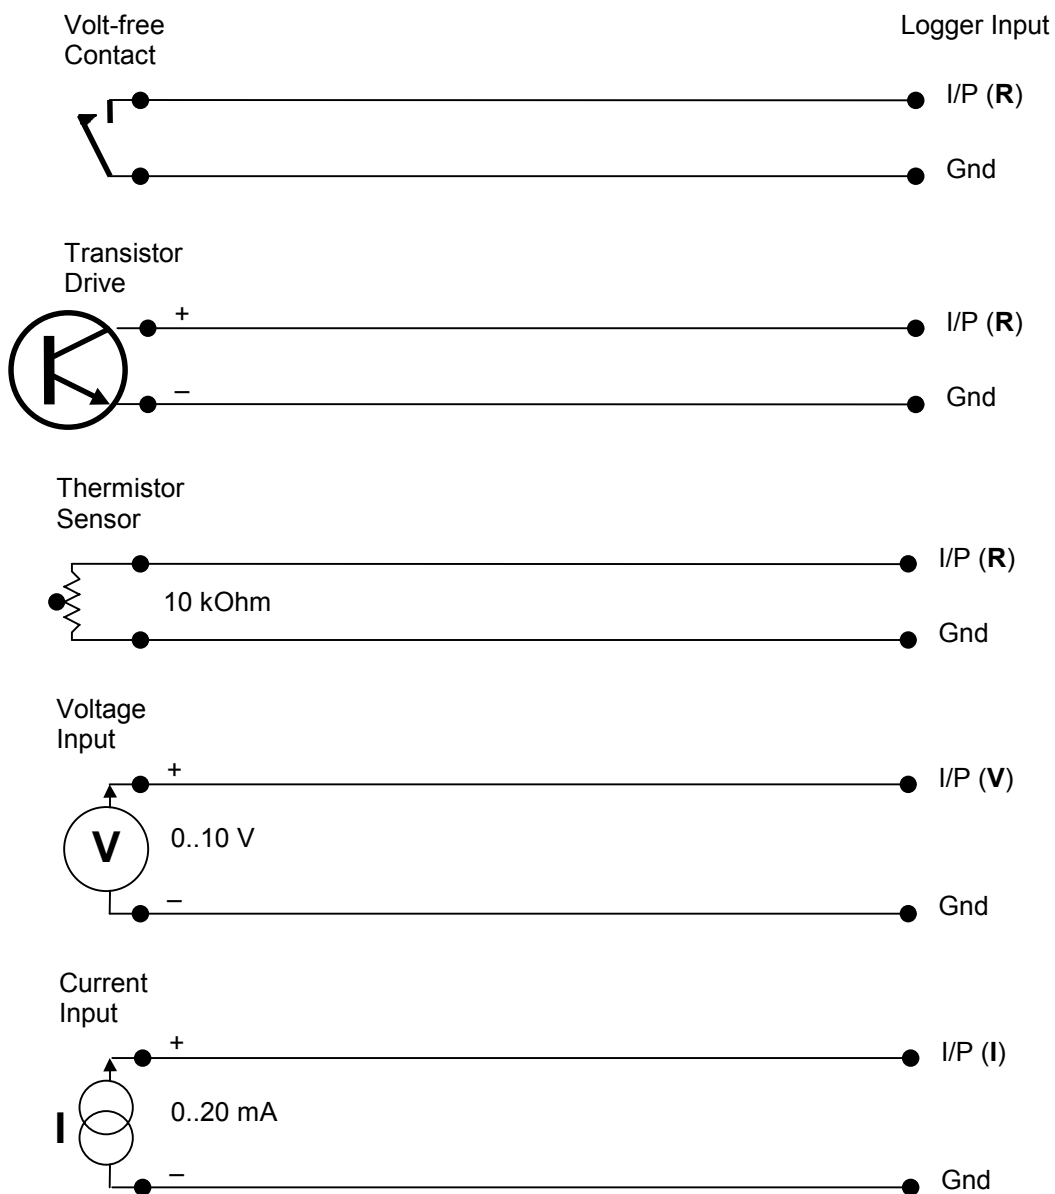 Volt-free
Contact
Logger Input
I/P (R)
Gnd
Transistor
Drive
+
I/P (R)
–
Gnd
Thermistor
Sensor
I/P (R)
10 kOhm
Gnd
Voltage
Input
+
I/P (V)
V
0..10 V
–
Gnd
Current
Input
+
I/P (I)
I
0..20 mA
–
Gnd